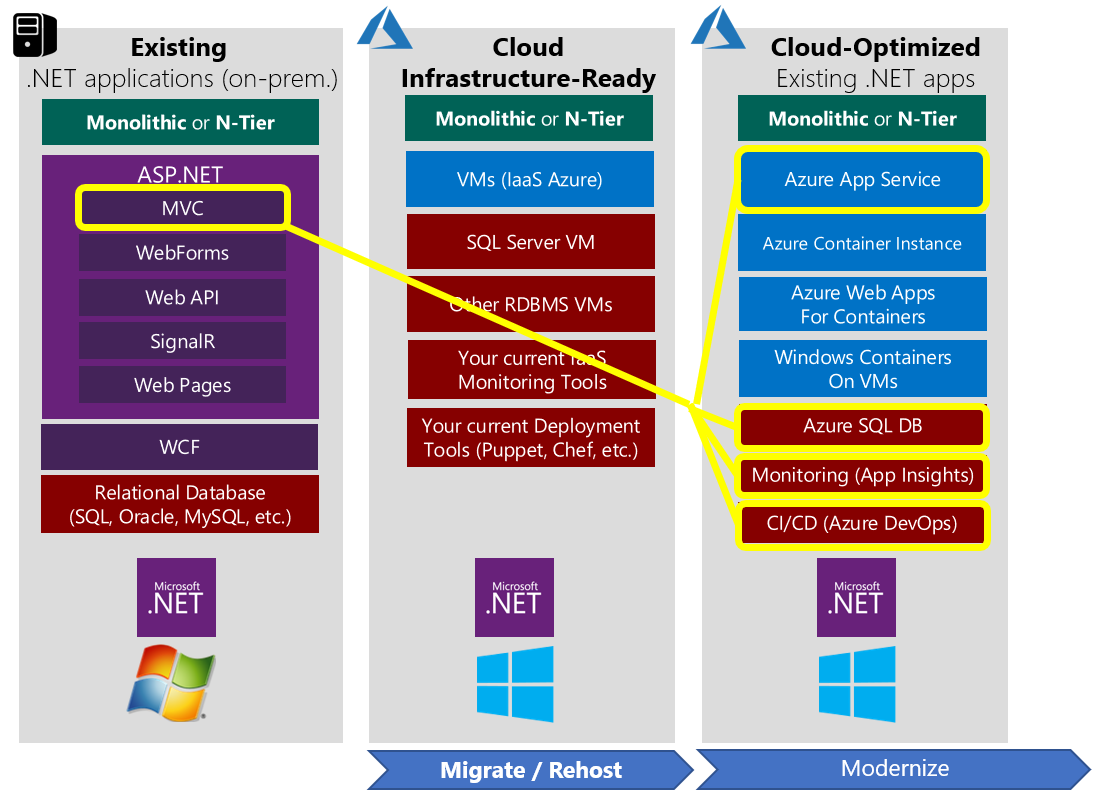 Existing
.NET applications (on-prem.)
Monolithic or N-Tier
ASP.NET
MVC
WebForms
Web API
SignalR
Web Pages
WCF
Relational Database
(SQL, Oracle, MySQL, etc.)
Microsoft
.NET
Cloud
Infrastructure-Ready
Monolithic or N-Tier
VMs (IaaS Azure)
SQL Server VM
Other RDBMS VMs
Your current IaaS
Monitoring Tools
Your current Deployment
Tools (Puppet, Chef, etc.)
Microsoft
.NET
Migrate / Rehost
Cloud-Optimized
Existing .NET apps
Monolithic or N-Tier
Azure App Service
Azure Container Instance
Azure Web Apps
For Containers
Windows Containers
On VMs
Azure SQL DB
Monitoring (App Insights)
CI/CD (Azure DevOps)
Microsoft
.NET
Modernize